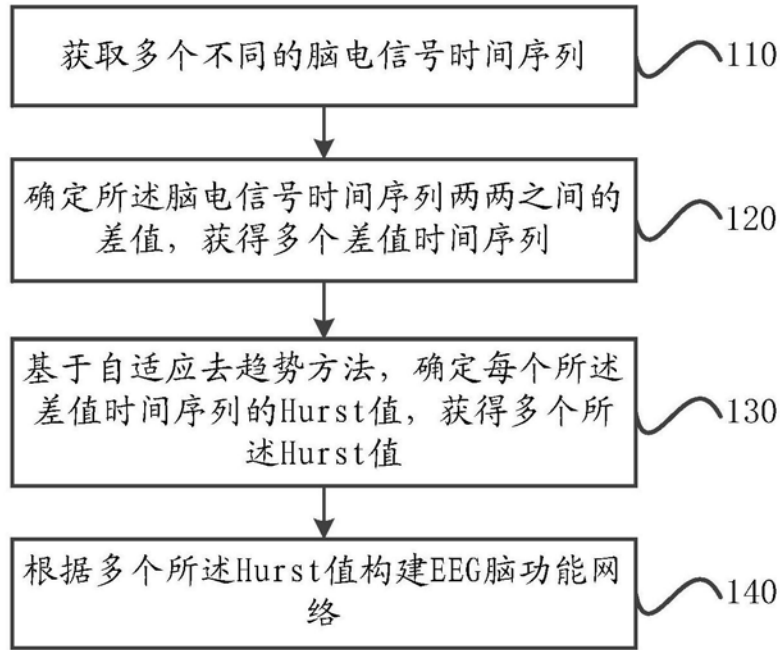 获取多个不同的脑电信号时间序列
110
确定所述脑电信号时间序列两两之间的
差值，获得多个差值时间序列
120
基于自适应去趋势方法，确定每个所述
差值时间序列的Hurst值，获得多个所
述Hurst值
130
根据多个所述Hurst值构建EEG脑功能网
络
140